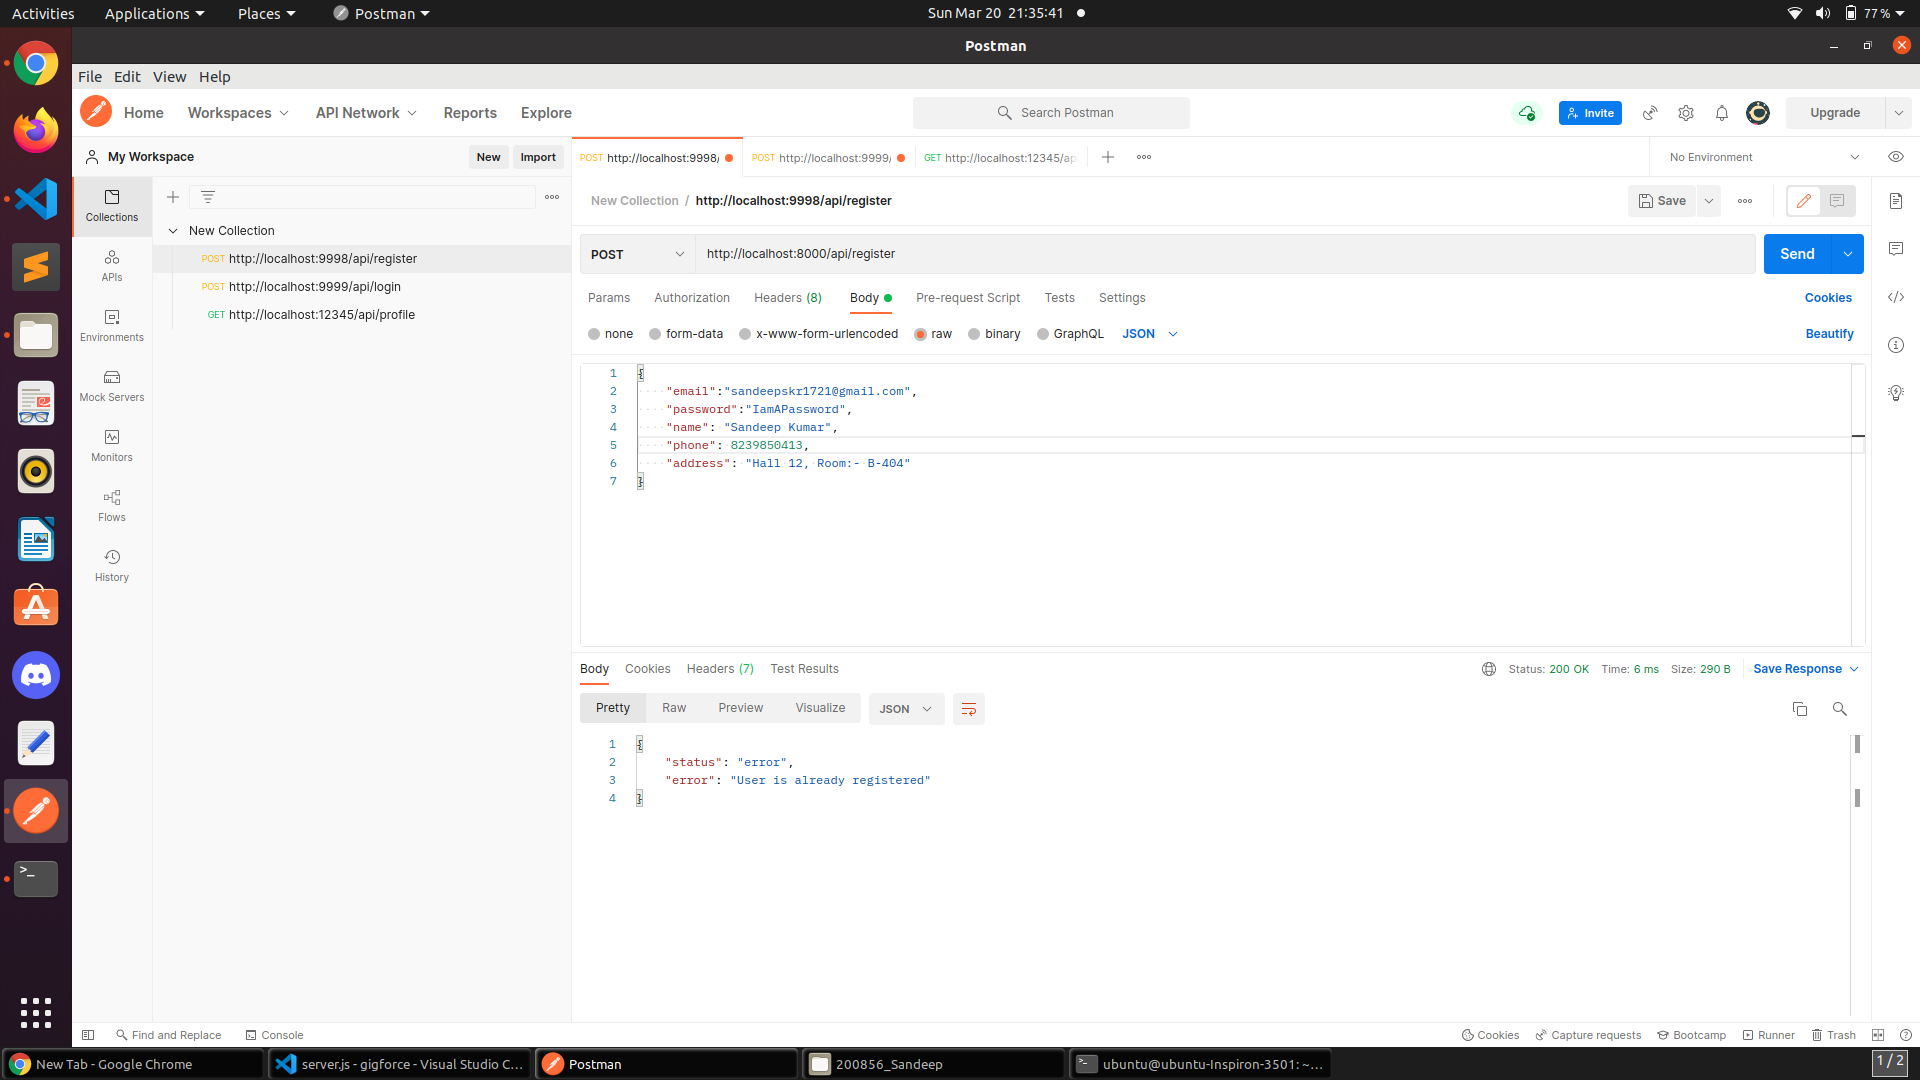 Activities Applications Places Postman Sun Mar 20 21:35:41 77 %
Postman
File Edit View Help
Home Workspaces API Network Reports Explore Search Postman Invite Upgrade
My Workspace New Import
POST http://localhost:9998/ POST http://localhost:9999/ GET http://localhost:12345/ap No Environment
Collections
APIs
Environments
Mock Servers
Monitors
Flows
History
New Collection
POST http://localhost:9998/api/register
POST http://localhost:9999/api/login
GET http://localhost:12345/api/profile
New Collection / http://localhost:9998/api/register Save
POST http://localhost:8000/api/register Send
Params Authorization Headers (8) Body Pre-request Script Tests Settings Cookies
none form-data x-www-form-urlencoded raw binary GraphQL JSON Beautify
1 {
2 "email":"sandeepskr1721@gmail.com",
3 "password":"IamAPassword",
4 "name": "Sandeep Kumar",
5 "phone": 8239850413,
6 "address": "Hall 12, Room:- B-404"
7 }
Body Cookies Headers (7) Test Results Status: 200 OK Time: 6 ms Size: 290 B Save Response
Pretty Raw Preview Visualize JSON
1 {
2 "status": "error",
3 "error": "User is already registered"
4 }
Find and Replace Console Cookies Capture requests Bootcamp Runner Trash
New Tab - Google Chrome server.js - gigforce - Visual Studio C... Postman 200856_Sandeep ubuntu@ubuntu-Inspiron-3501: ~... 1 / 2